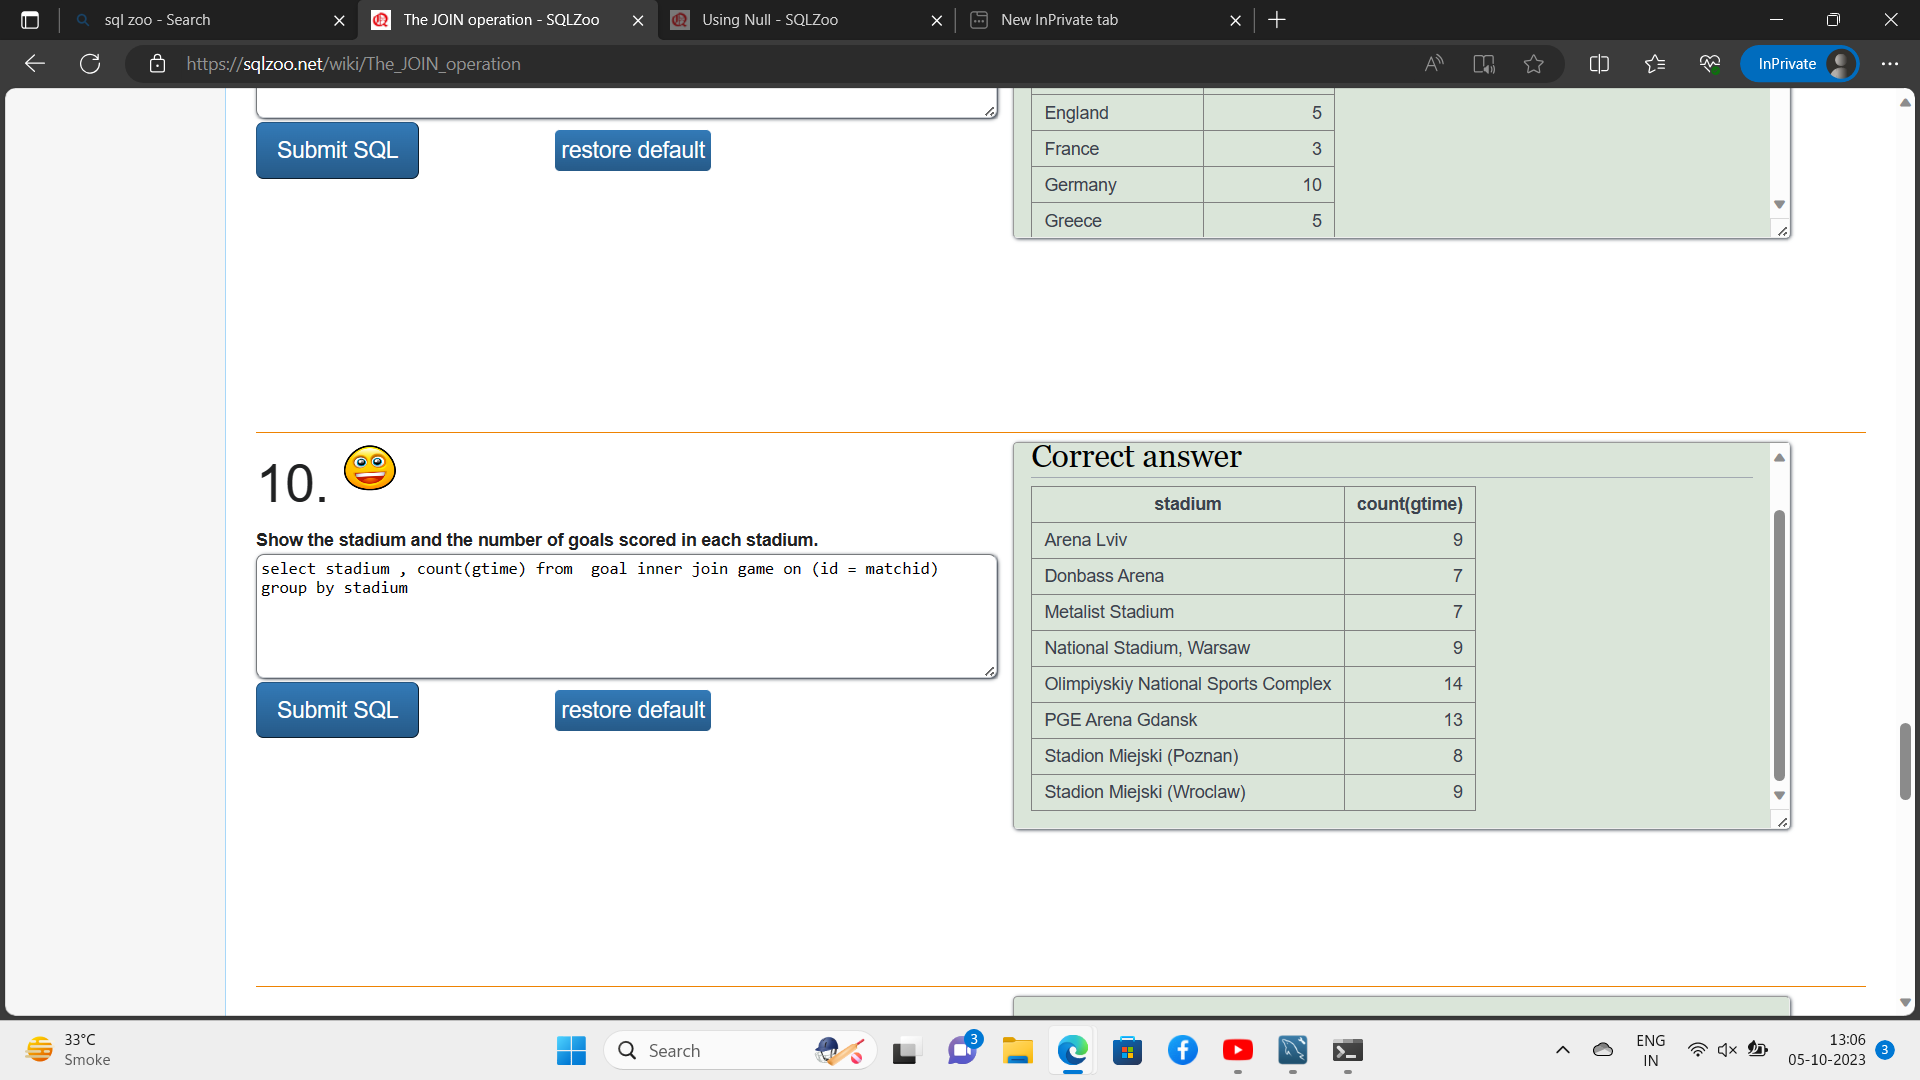 sql zoo - Search
The JOIN operation - SQLZoo
Using Null - SQLZoo
New InPrivate tab
https://sqlzoo.net/wiki/The_JOIN_operation
InPrivate
Submit SQL
restore default
England 5
France 3
Germany 10
Greece 5
10.
Show the stadium and the number of goals scored in each stadium.
select stadium , count(gtime) from  goal inner join game on (id = matchid)
group by stadium
Submit SQL
restore default
Correct answer
stadium count(gtime)
Arena Lviv 9
Donbass Arena 7
Metalist Stadium 7
National Stadium, Warsaw 9
Olimpiyskiy National Sports Complex 14
PGE Arena Gdansk 13
Stadion Miejski (Poznan) 8
Stadion Miejski (Wroclaw) 9
33°C
Smoke
Search
3
ENG
IN
13:06
05-10-2023
3